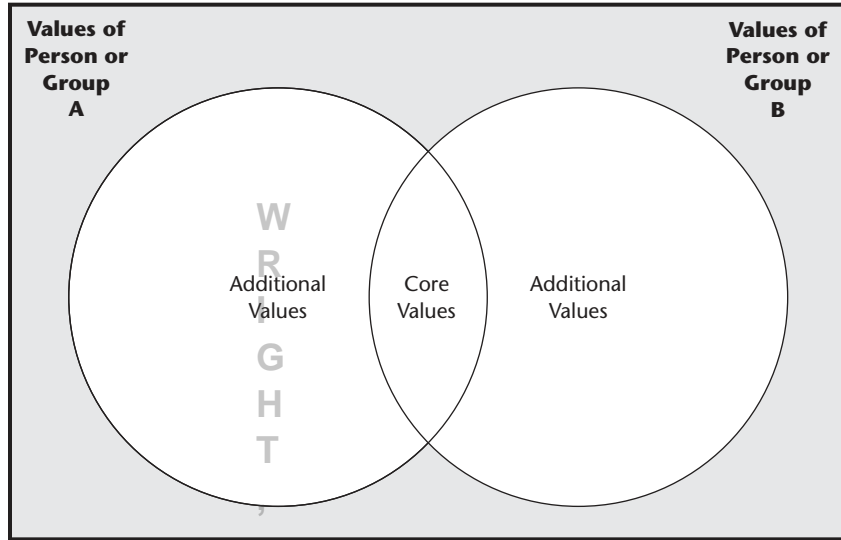 Values of
Person or
Group
A
Values of
Person or
Group
B
W
R
I
G
H
T
,
Additional
Values
Core
Values
Additional
Values